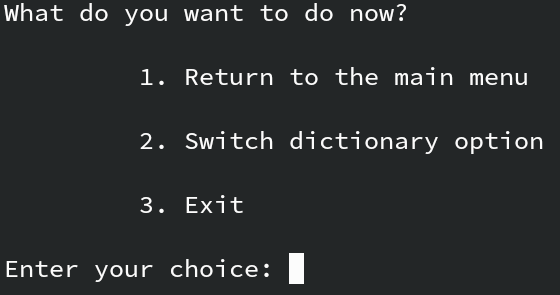 What do you want to do now?
1. Return to the main menu
2. Switch dictionary option
3. Exit
Enter your choice: